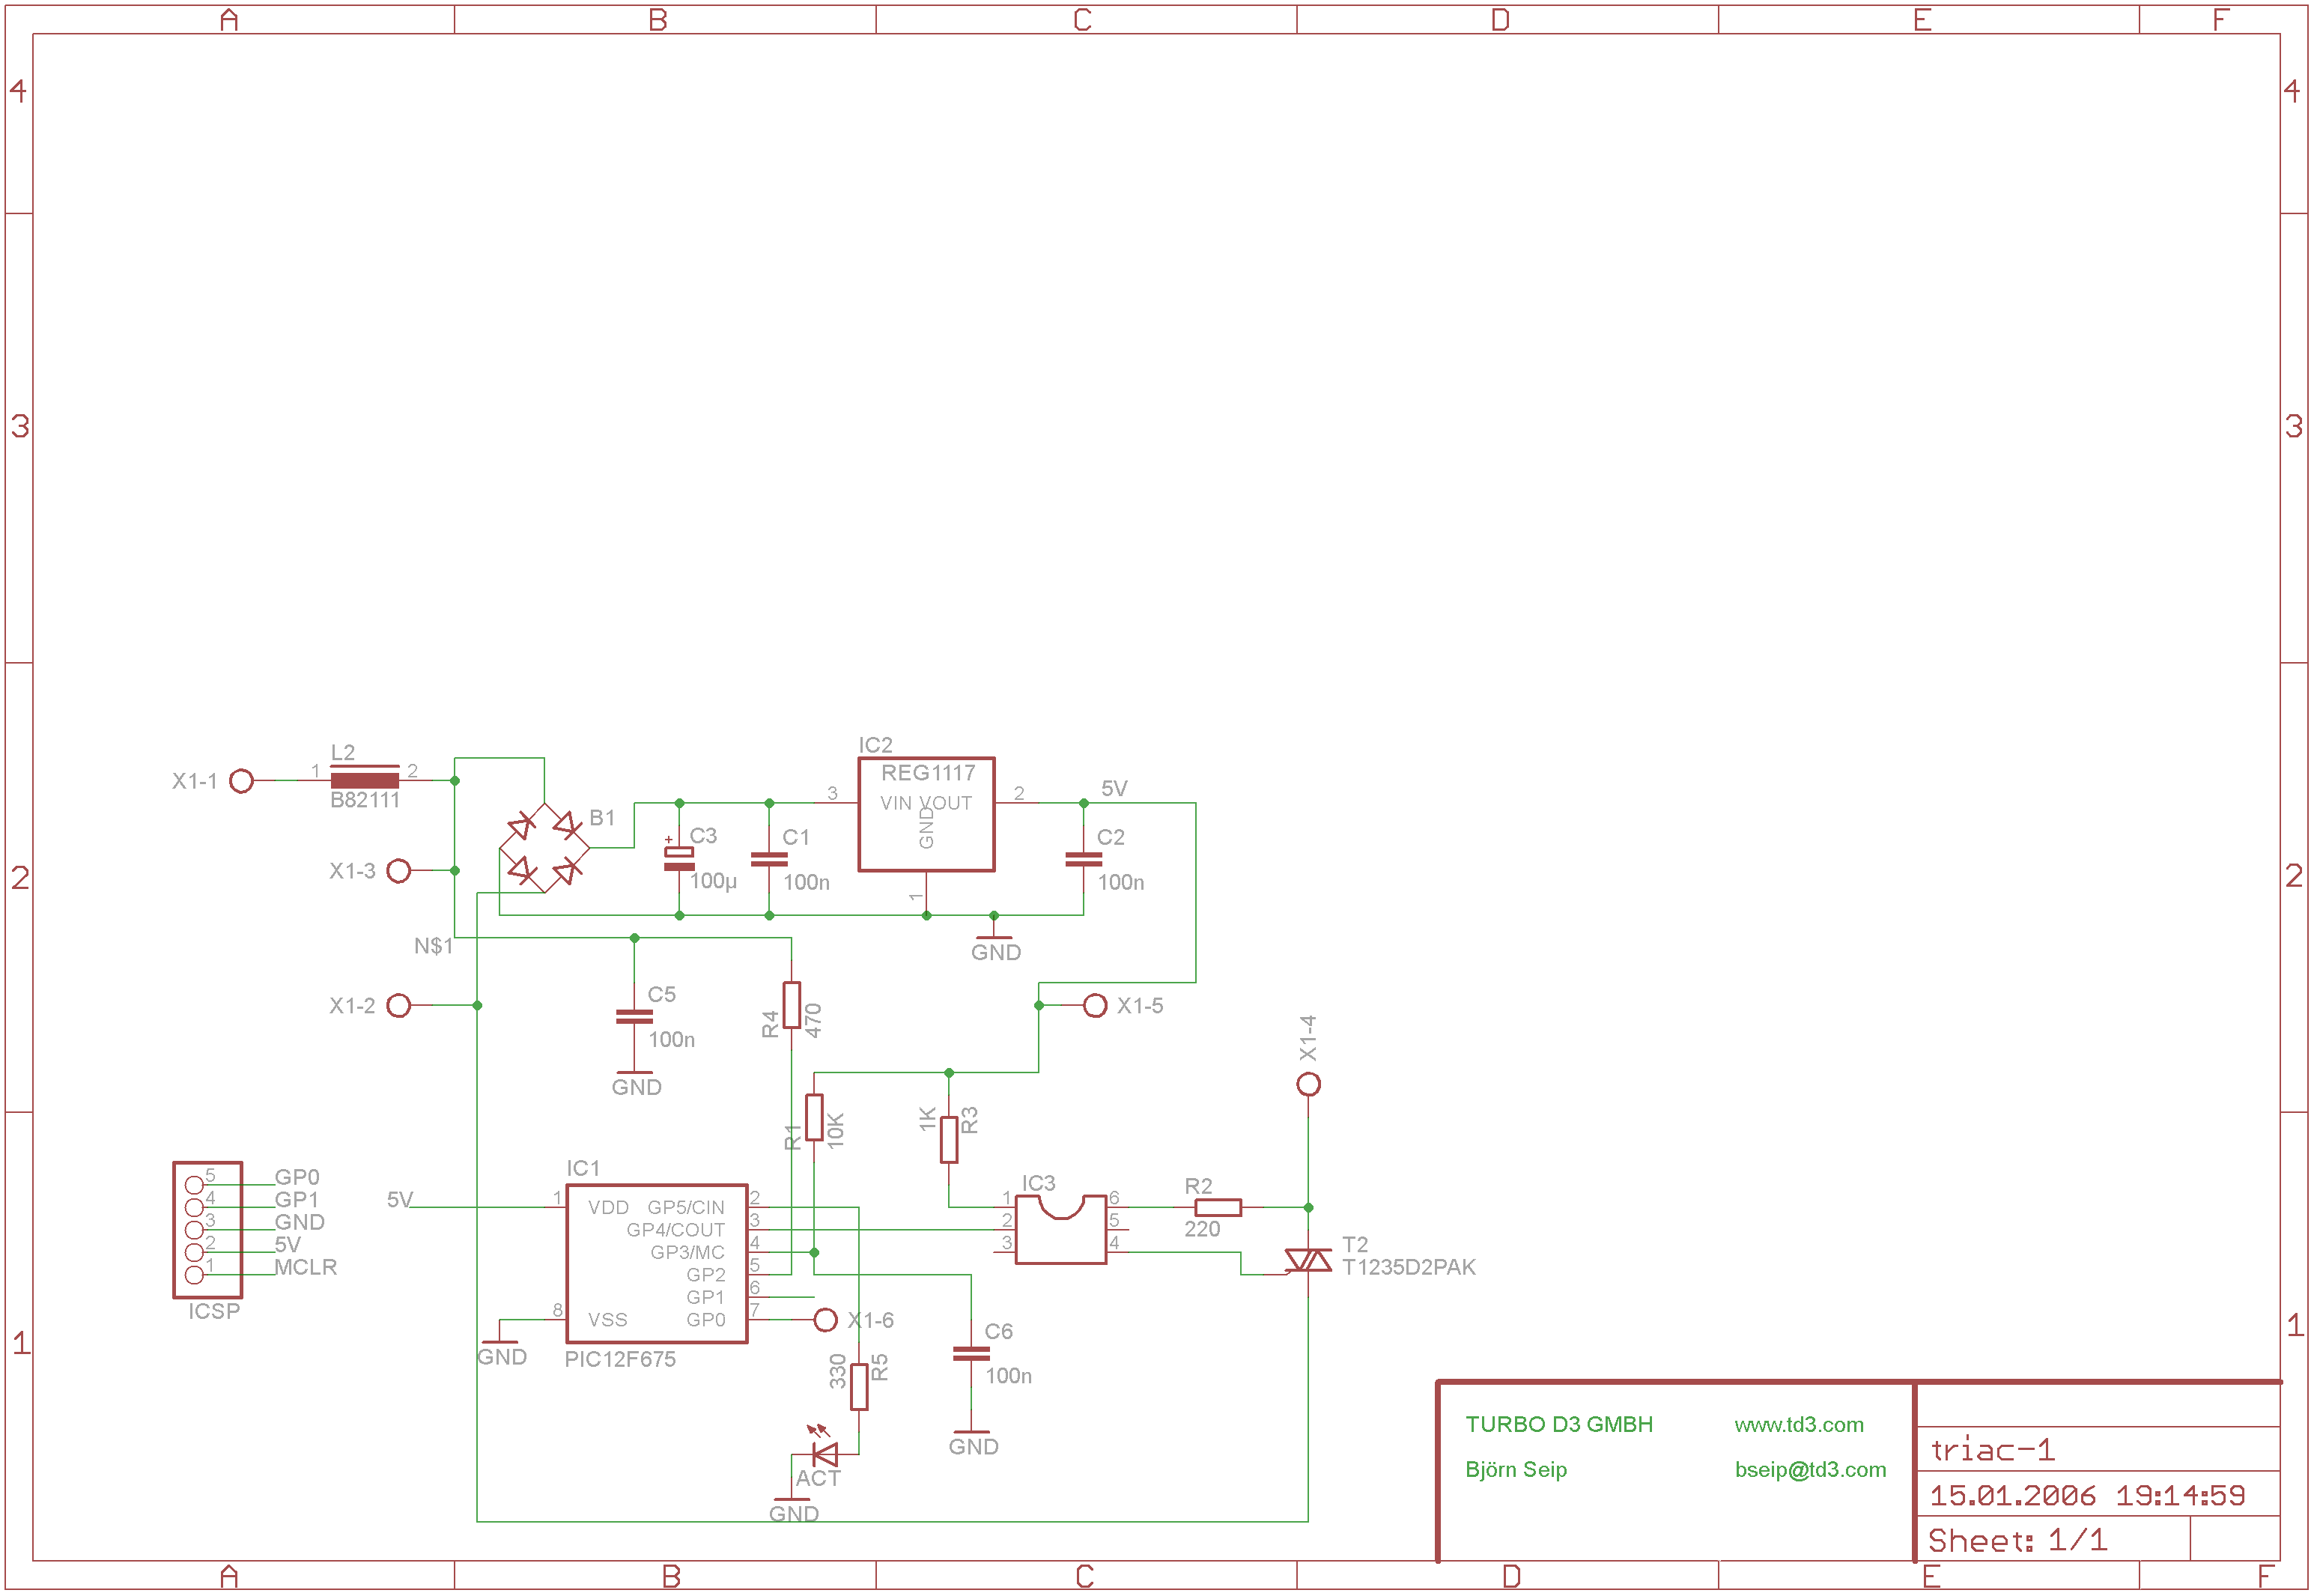 A B C D E F
4 4
3 3
2 2
1 1
L2
X1-1 1 2
B82111
X1-3
N$1
X1-2
B1
C3
+
100µ
C1
100n
IC2
REG1117
3 VIN VOUT 2
GND
1
5V
C2
100n
GND
C5
100n
GND
R4
470
X1-5
X1-4
R1
10K
1K
R3
ICSP
5 GP0
4 GP1
3 GND
2 5V
1 MCLR
IC1
5V 1 VDD GP5/CIN 2
GP4/COUT 3
GP3/MC 4
GP2 5
GP1 6
8 VSS GP0 7
X1-6
GND
PIC12F675
IC3
1 6
2 5
3 4
R2
220
T2
T1235D2PAK
330
R5
C6
100n
GND
ACT
GND
TURBO D3 GMBH www.td3.com
Björn Seip bseip@td3.com
triac-1
15.01.2006 19:14:59
Sheet: 1/1
A B C D E F